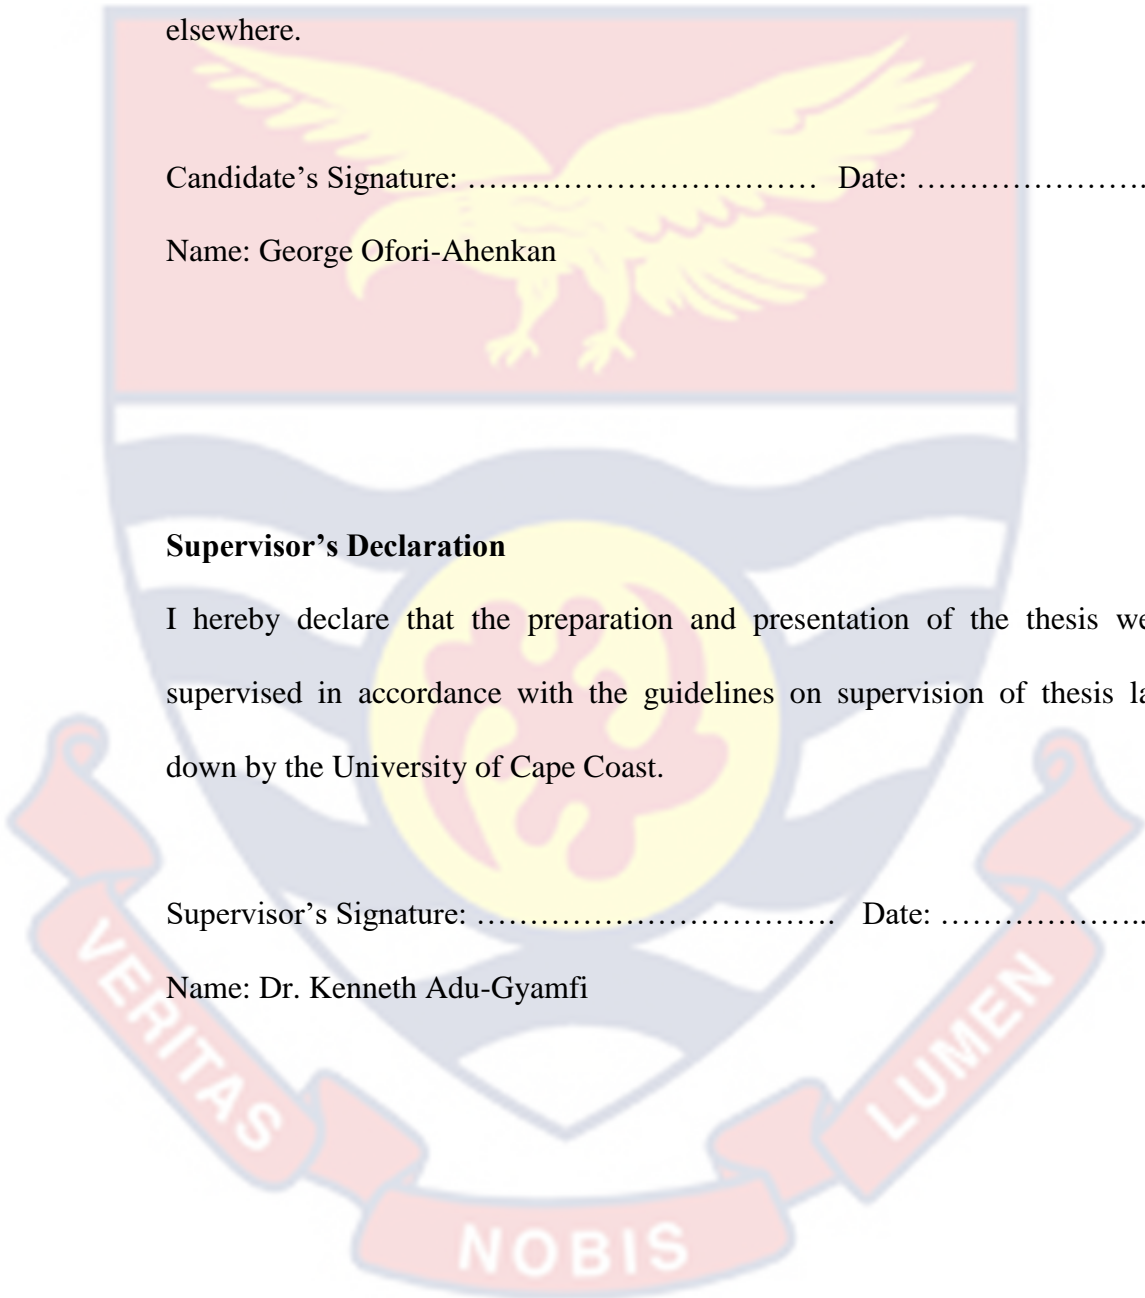 elsewhere.
Candidate’s Signature: …………………………… Date: ………………….
Name: George Ofori-Ahenkan
Supervisor’s Declaration
I hereby declare that the preparation and presentation of the thesis we
supervised in accordance with the guidelines on supervision of thesis la
down by the University of Cape Coast.
Supervisor’s Signature: ……………………………. Date: ………………..
Name: Dr. Kenneth Adu-Gyamfi
VERITAS
NOBIS
LUMEN